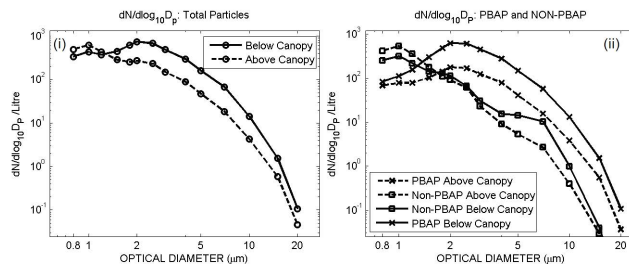 dN/dlog10Dp: Total Particles
(i)
Below Canopy
Above Canopy
dN/dlog10Dp /Litre
10^3
10^2
10^1
10^0
10^-1
0.8 1 2 5 10 20
OPTICAL DIAMETER (μm)
dN/dlog10Dp: PBAP and NON-PBAP
(ii)
dN/dlog10Dp /Litre
10^3
10^2
10^1
10^0
10^-1
PBAP Above Canopy
Non-PBAP Above Canopy
Non-PBAP Below Canopy
PBAP Below Canopy
0.8 1 2 5 10 20
OPTICAL DIAMETER (μm)